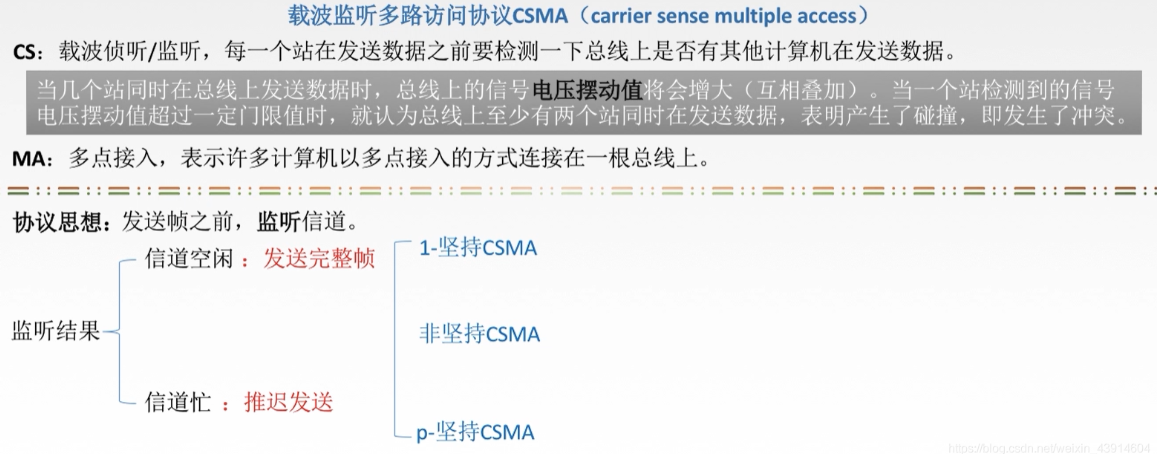 载波监听多路访问协议CSMA（carrier sense multiple access）
CS：载波侦听/监听，每一个站在发送数据之前要检测一下总线上是否有其他计算机在发送数据。
当几个站同时在总线上发送数据时，总线上的信号电压摆动值将会增大（互相叠加）。当一个站检测到的信号
电压摆动值超过一定门限值时，就认为总线上至少有两个站同时在发送数据，表明产生了碰撞，即发生了冲突。
MA：多点接入，表示许多计算机以多点接入的方式连接在一根总线上。
协议思想：发送帧之前，监听信道。
监听结果
信道空闲：发送完整帧
信道忙：推迟发送
1-坚持CSMA
非坚持CSMA
p-坚持CSMA
https://blog.csdn.net/weixin_43914604